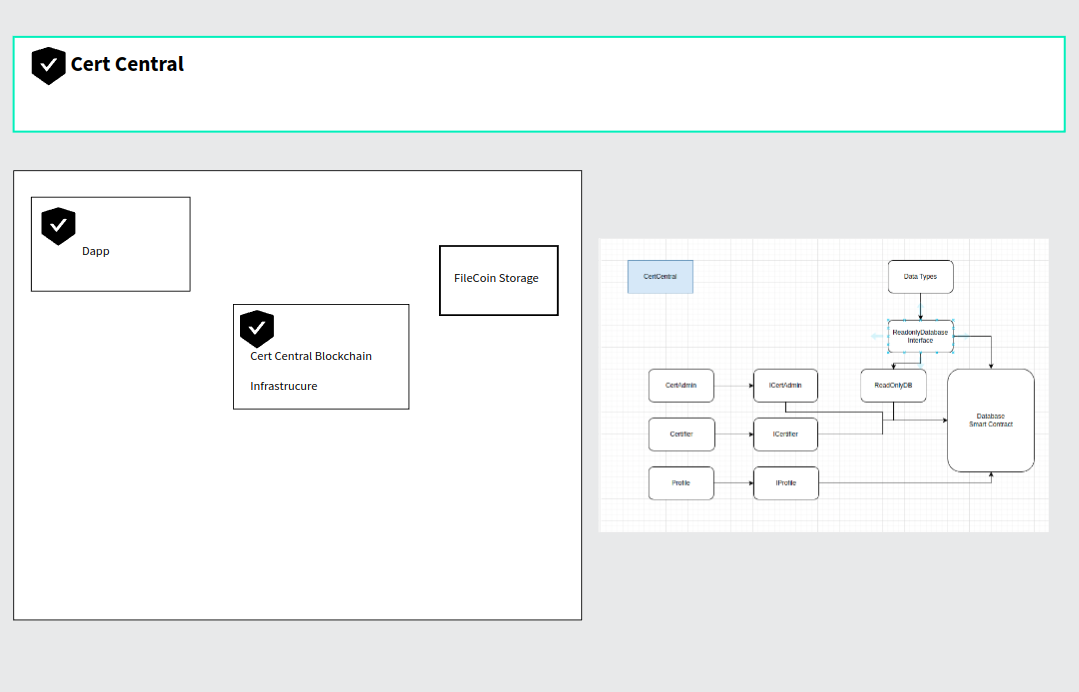 Cert Central
Dapp
FileCoin Storage
Cert Central Blockchain
Infrastrucure
CertCentral
Data Types
ReadonlyDatabase
Interface
CertAdmin
ICertAdmin
ReadOnlyDB
Database
Smart Contract
Certifier
ICertifier
Profile
IProfile